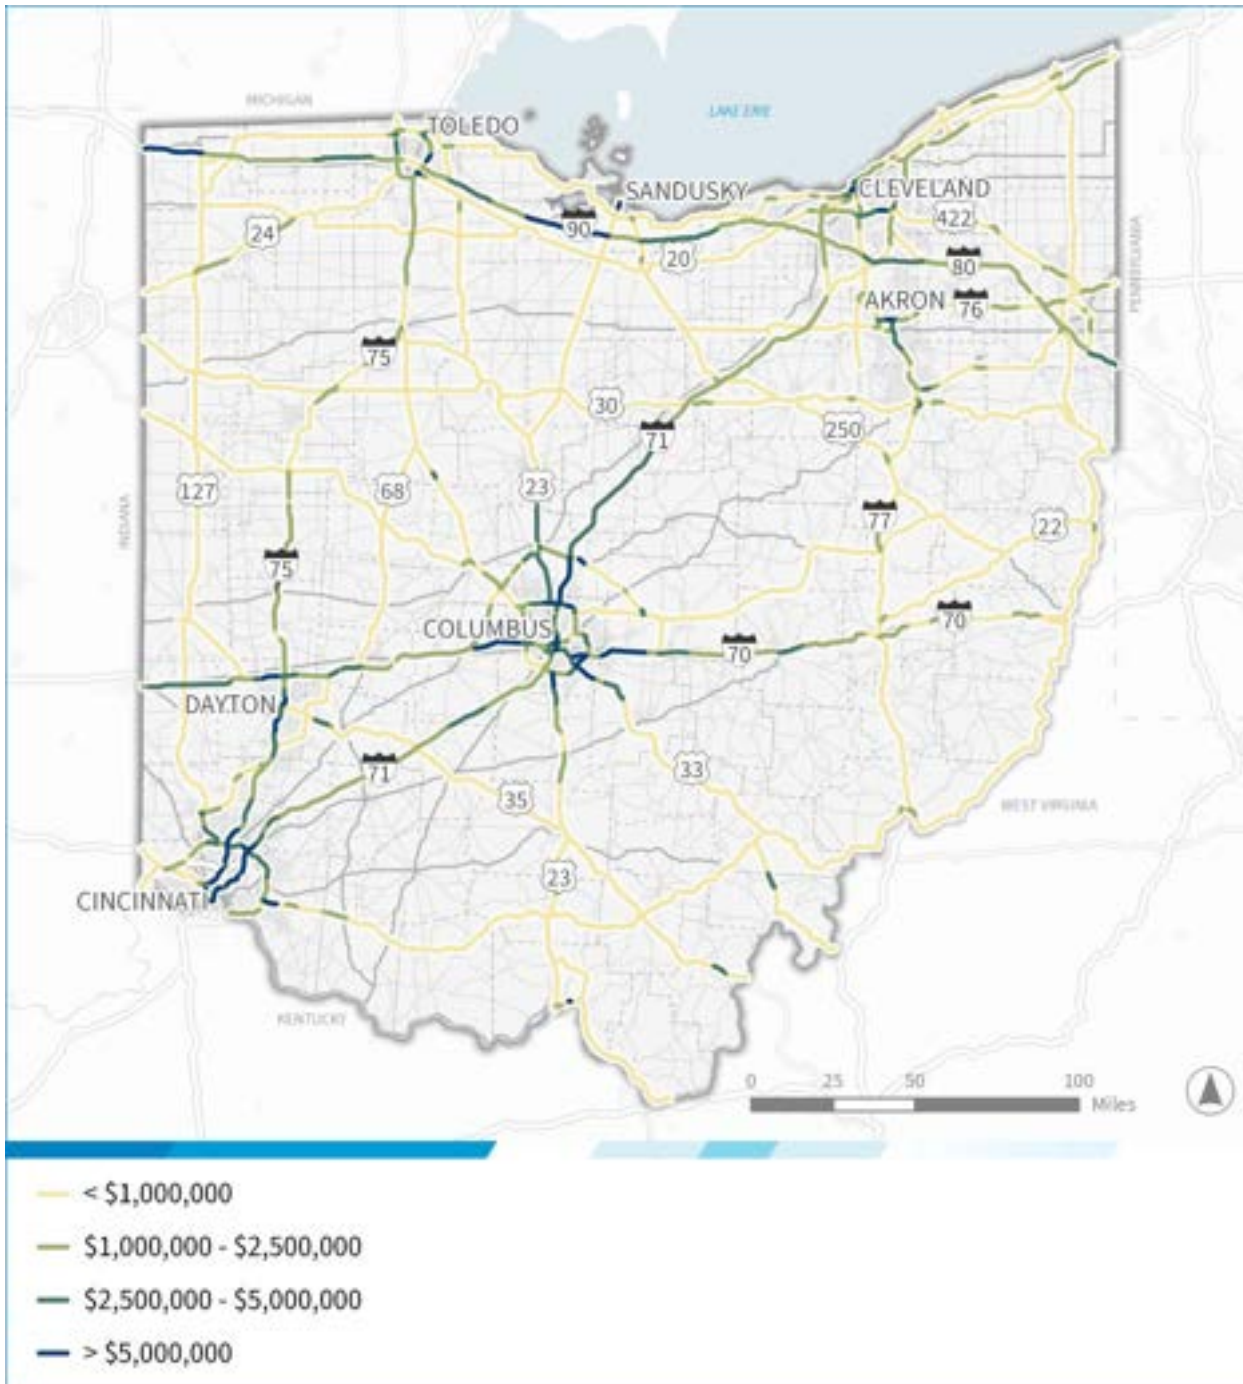 MICHIGAN
LAKE ERIE
TOLEDO
SANDUSKY
CLEVELAND
90
422
24
20
80
PENNSYLVANIA
AKRON
76
75
30
71
250
127
68
23
77
22
INDIANA
75
COLUMBUS
70
70
DAYTON
71
33
35
WEST VIRGINIA
23
CINCINNATI
KENTUCKY
0 25 50 100
Miles
< $1,000,000
$1,000,000 - $2,500,000
$2,500,000 - $5,000,000
> $5,000,000